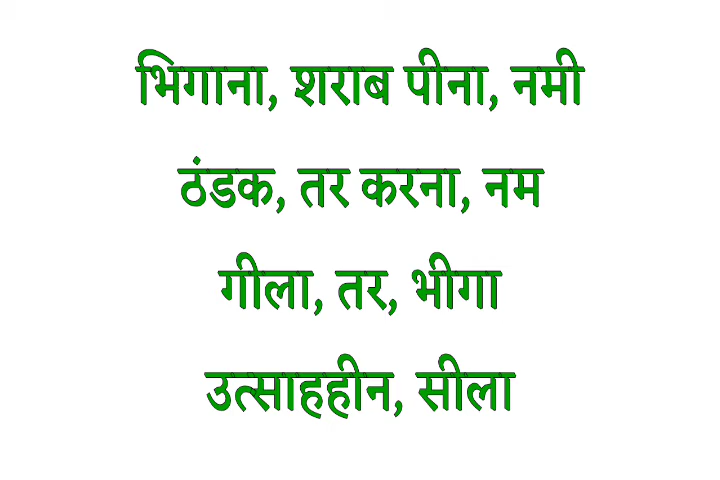 भिगाना, शराब पीना, नमी
ठंडक, तर करना, नम
गीला, तर, भीगा
उत्साहहीन, सीला